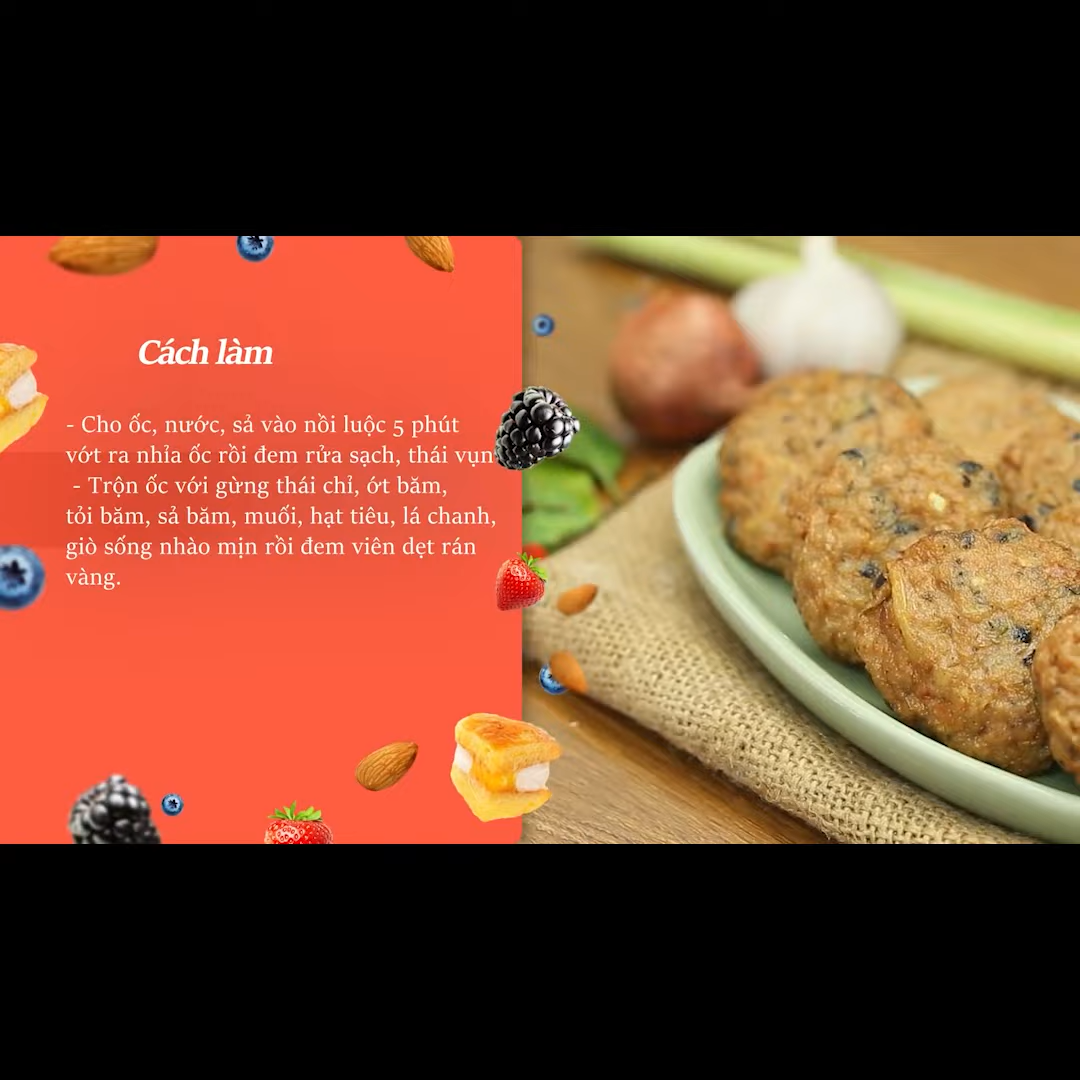 Cách làm
- Cho ốc, nước, sả vào nồi luộc 5 phút
vớt ra nhỉa ốc rồi đem rửa sạch, thái vụn
- Trộn ốc với gừng thái chỉ, ớt băm,
tỏi băm, sả băm, muối, hạt tiêu, lá chanh,
giò sống nhào mịn rồi đem viên dẹt rán
vàng.